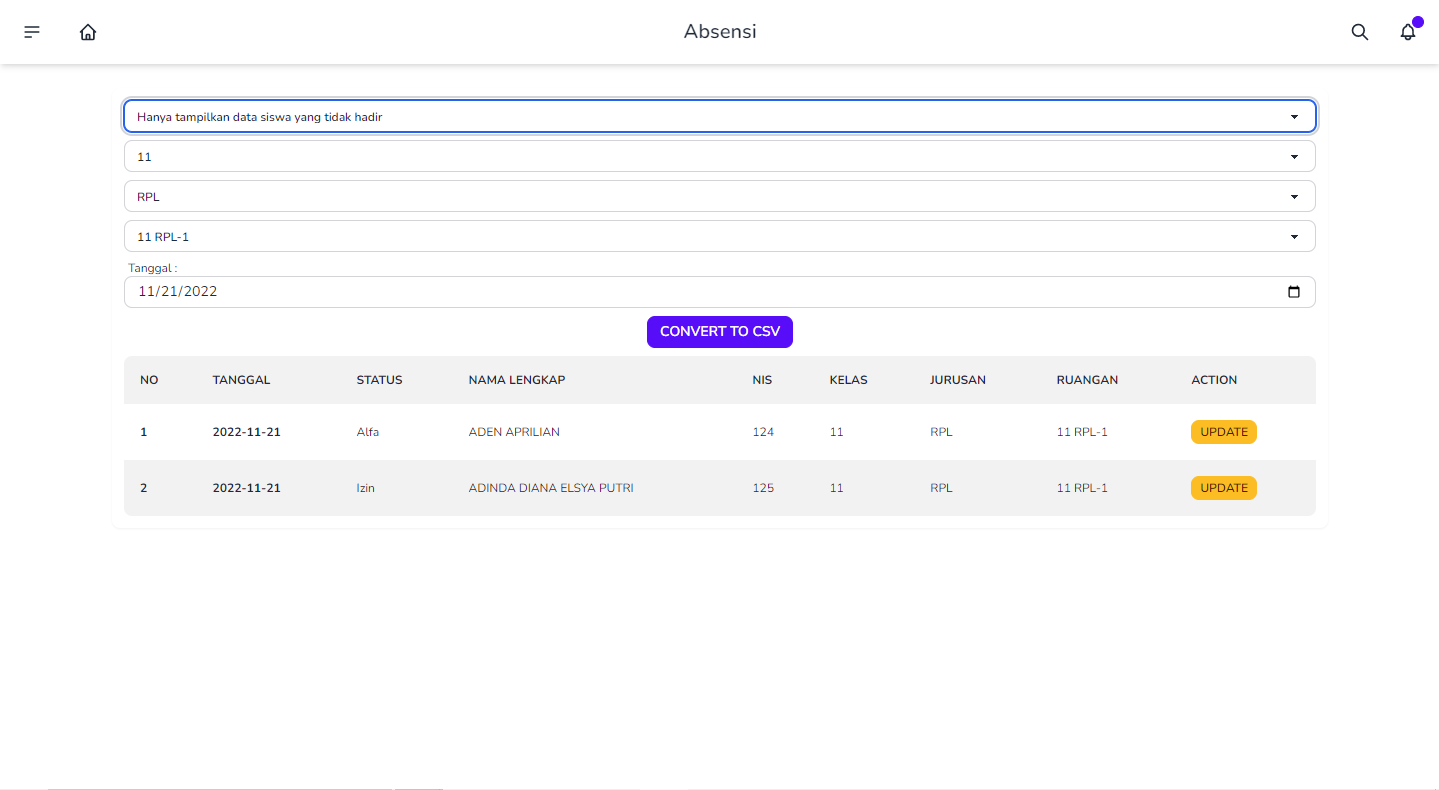 Absensi
Hanya tampilkan data siswa yang tidak hadir
11
RPL
11 RPL-1
Tanggal :
11/21/2022
CONVERT TO CSV
NO TANGGAL STATUS NAMA LENGKAP NIS KELAS JURUSAN RUANGAN ACTION
1 2022-11-21 Alfa ADEN APRILIAN 124 11 RPL 11 RPL-1 UPDATE
2 2022-11-21 Izin ADINDA DIANA ELSYA PUTRI 125 11 RPL 11 RPL-1 UPDATE